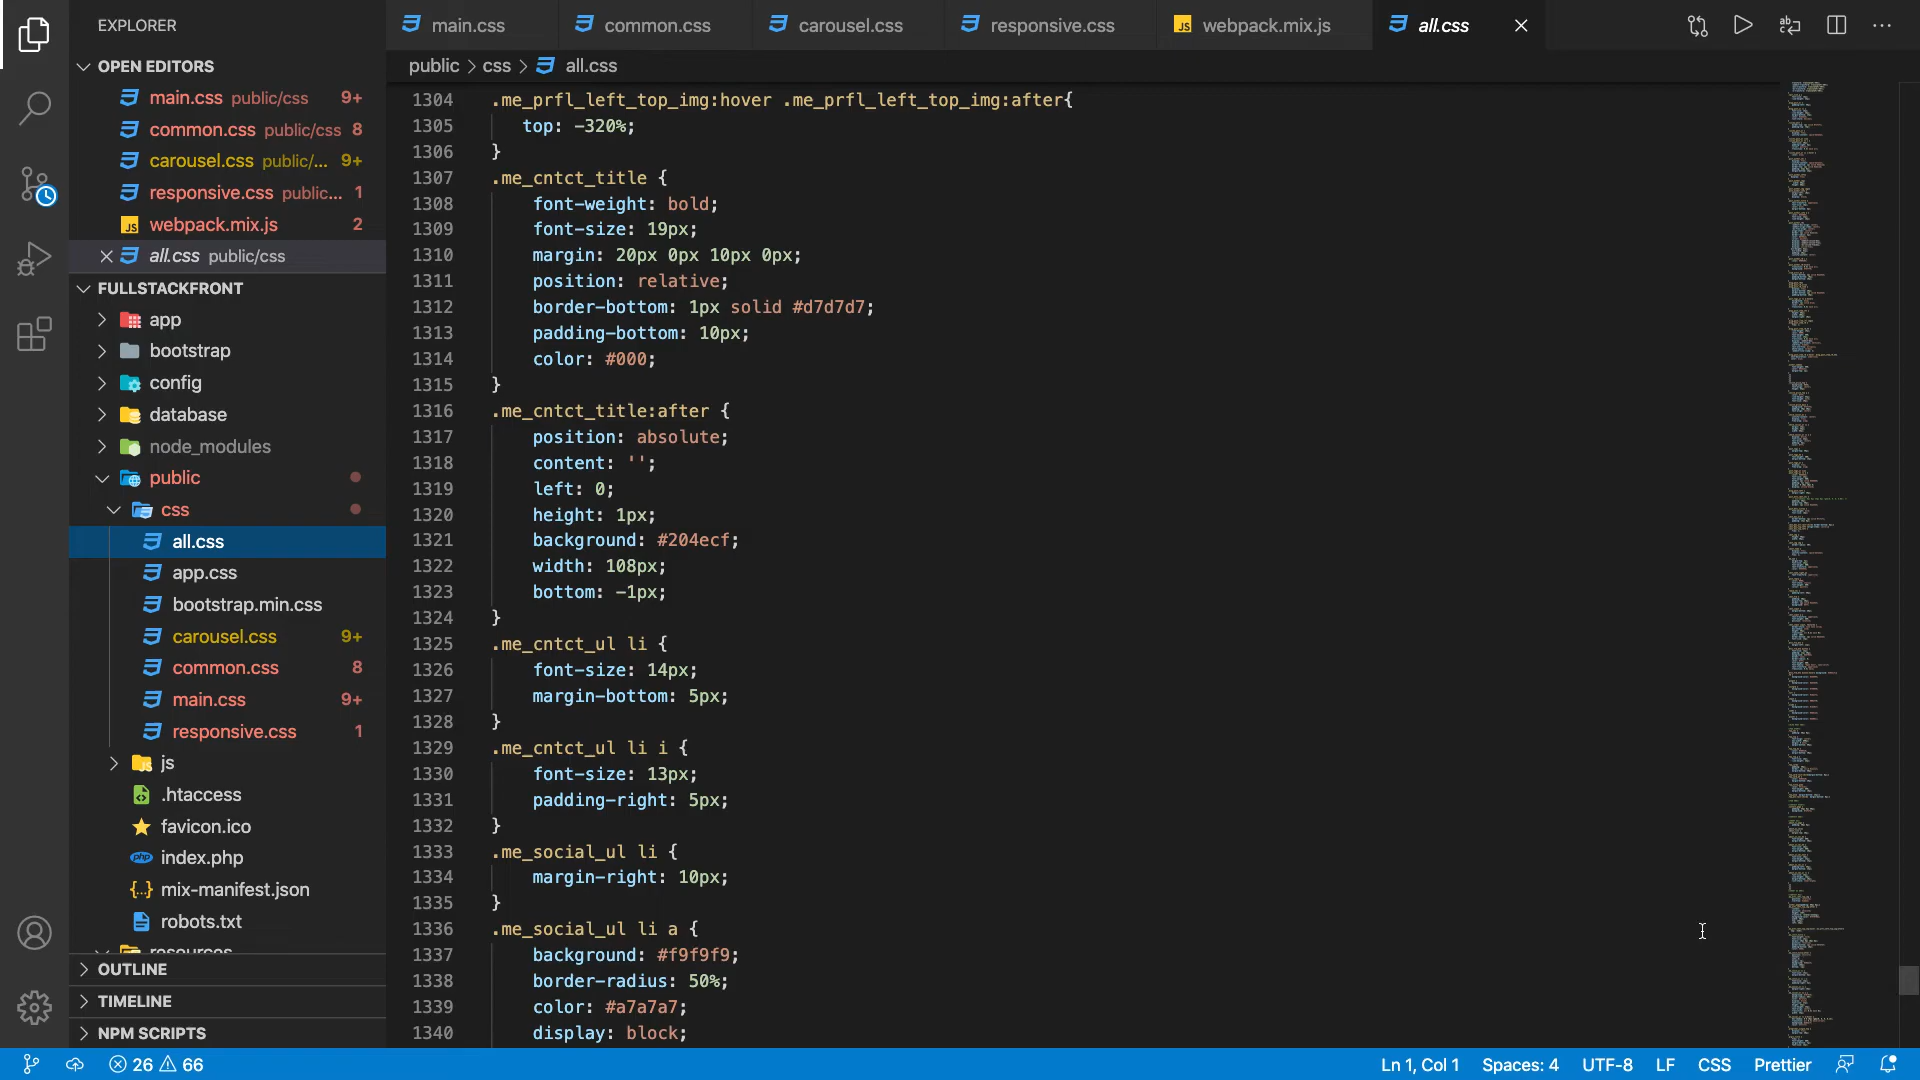 EXPLORER
OPEN EDITORS
main.css public/css 9+
common.css public/css 8
carousel.css public/... 9+
responsive.css public... 1
webpack.mix.js 2
all.css public/css
FULLSTACKFRONT
app
bootstrap
config
database
node_modules
public
css
all.css
app.css
bootstrap.min.css
carousel.css 9+
common.css 8
main.css 9+
responsive.css 1
js
.htaccess
favicon.ico
index.php
mix-manifest.json
robots.txt
resources
OUTLINE
TIMELINE
NPM SCRIPTS
main.css common.css carousel.css responsive.css webpack.mix.js all.css
public > css > all.css
1304 .me_prfl_left_top_img:hover .me_prfl_left_top_img:after{
1305 top: -320%;
1306 }
1307 .me_cntct_title {
1308 font-weight: bold;
1309 font-size: 19px;
1310 margin: 20px 0px 10px 0px;
1311 position: relative;
1312 border-bottom: 1px solid #d7d7d7;
1313 padding-bottom: 10px;
1314 color: #000;
1315 }
1316 .me_cntct_title:after {
1317 position: absolute;
1318 content: '';
1319 left: 0;
1320 height: 1px;
1321 background: #204ecf;
1322 width: 108px;
1323 bottom: -1px;
1324 }
1325 .me_cntct_ul li {
1326 font-size: 14px;
1327 margin-bottom: 5px;
1328 }
1329 .me_cntct_ul li i {
1330 font-size: 13px;
1331 padding-right: 5px;
1332 }
1333 .me_social_ul li {
1334 margin-right: 10px;
1335 }
1336 .me_social_ul li a {
1337 background: #f9f9f9;
1338 border-radius: 50%;
1339 color: #a7a7a7;
1340 display: block;
26 66
Ln 1, Col 1 Spaces: 4 UTF-8 LF CSS Prettier